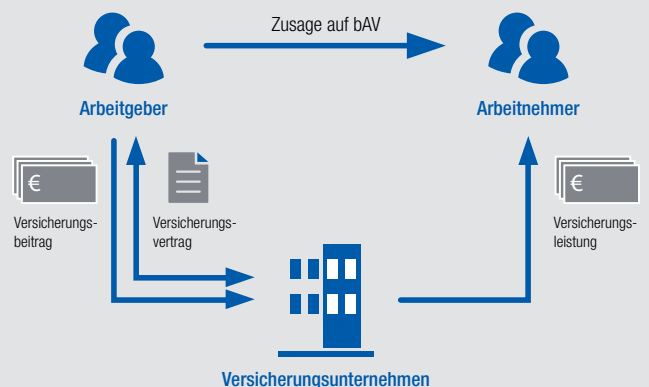 Zusage auf bAV
Arbeitgeber
Arbeitnehmer
€
Versicherungs-
beitrag
Versicherungs-
vertrag
€
Versicherungs-
leistung
Versicherungsunternehmen